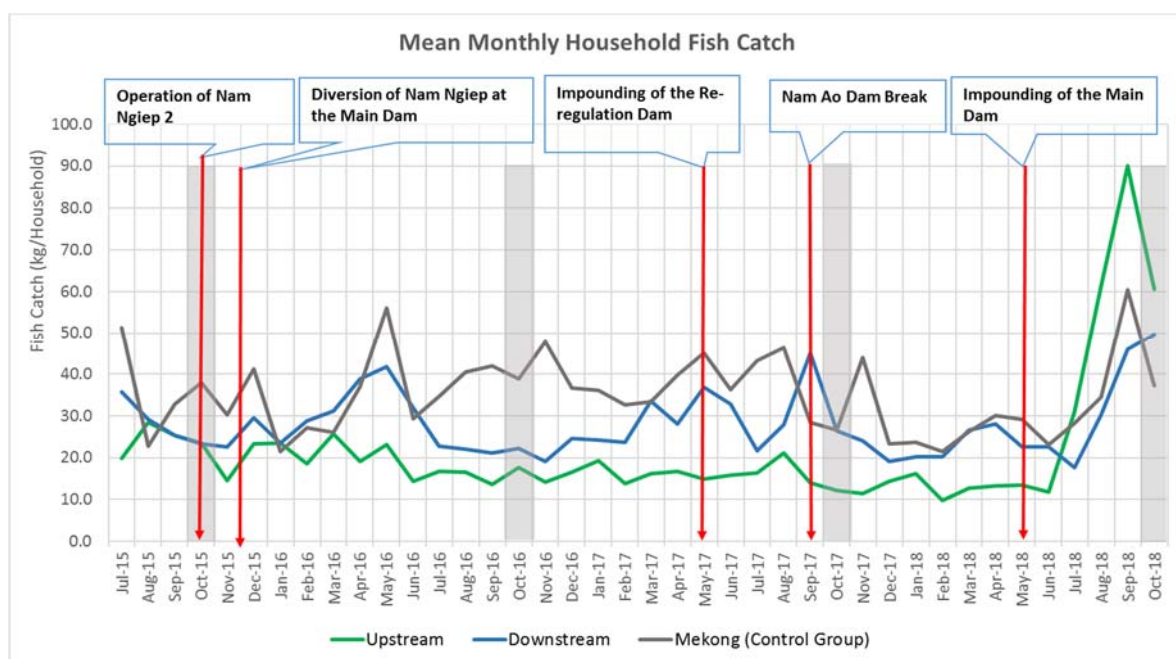 Mean Monthly Household Fish Catch
Operation of Nam
Ngiep 2
Diversion of Nam Ngiep at
the Main Dam
Impounding of the Re-
regulation Dam
Nam Ao Dam Break
Impounding of the Main
Dam
Fish Catch (kg/Household)
100.0
90.0
80.0
70.0
60.0
50.0
40.0
30.0
20.0
10.0
0.0
Jul-15
Aug-15
Sep-15
Oct-15
Nov-15
Dec-15
Jan-16
Feb-16
Mar-16
Apr-16
May-16
Jun-16
Jul-16
Aug-16
Sep-16
Oct-16
Nov-16
Dec-16
Jan-17
Feb-17
Mar-17
Apr-17
May-17
Jun-17
Jul-17
Aug-17
Sep-17
Oct-17
Nov-17
Dec-17
Jan-18
Feb-18
Mar-18
Apr-18
May-18
Jun-18
Jul-18
Aug-18
Sep-18
Oct-18
Upstream
Downstream
Mekong (Control Group)